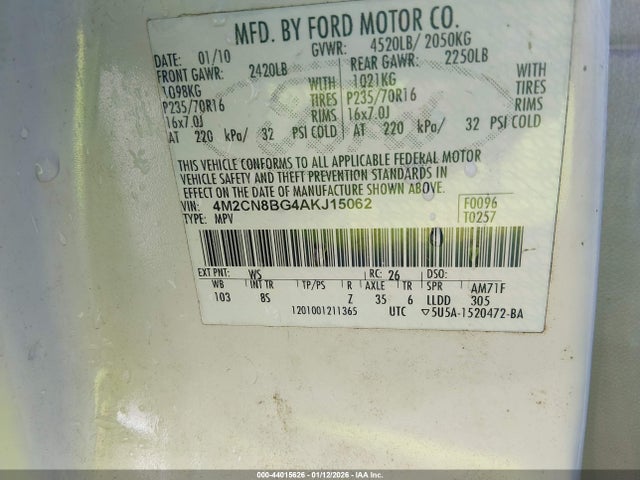 MFD. BY FORD MOTOR CO.
DATE: 01/10 GVWR: 4520LB/ 2050KG
FRONT GAWR: 2420LB REAR GAWR: 2250LB
1098KG WITH 1021KG WITH
P235/70R16 TIRES P235/70R16 TIRES
16x7.0J RIMS 16x7.0J RIMS
AT 220 kPa/ 32 PSI COLD AT 220 kPa/ 32 PSI COLD
THIS VEHICLE CONFORMS TO ALL APPLICABLE FEDERAL MOTOR
VEHICLE SAFETY AND THEFT PREVENTION STANDARDS IN
EFFECT ON THE DATE OF MANUFACTURE SHOWN ABOVE.
VIN: 4M2CN8BG4AKJ15062 F0096
TYPE: MPV T0257
EXT PNT: WS RC: 26 DSO:
WB INT TR TP/PS R AXLE TR SPR AM71F
103 8S Z 35 6 LLDD 305
1201001211365 UTC ▽5U5A-1520472-BA
000-44015626 - 01/12/2026 - IAAI.COM